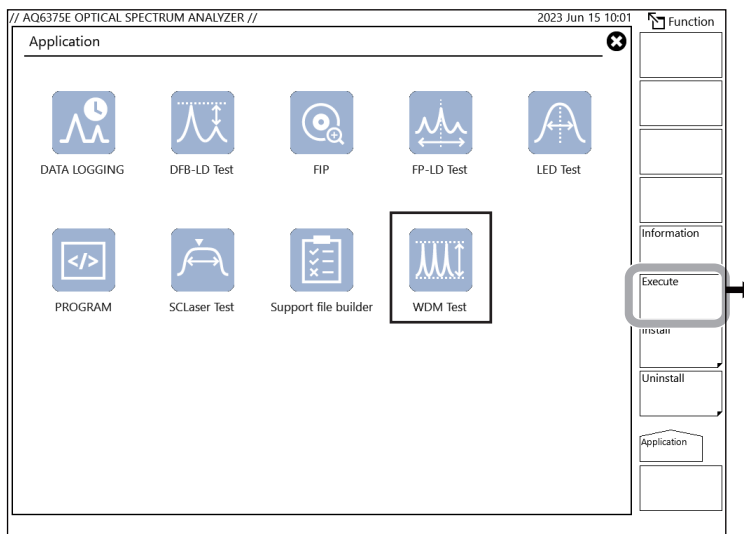 // AQ6375E OPTICAL SPECTRUM ANALYZER // 2023 Jun 15 10:01
Function
Application
DATA LOGGING DFB-LD Test FIP FP-LD Test LED Test
Information
</> 
Execute
PROGRAM SCLaser Test Support file builder WDM Test
Install
Uninstall
Application